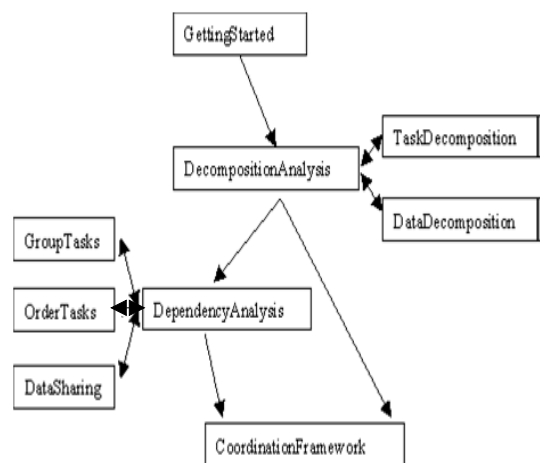 GettingStarted
TaskDecomposition
DecompositionAnalysis
DataDecomposition
GroupTasks
OrderTasks
DependencyAnalysis
DataSharing
CoordinationFramework